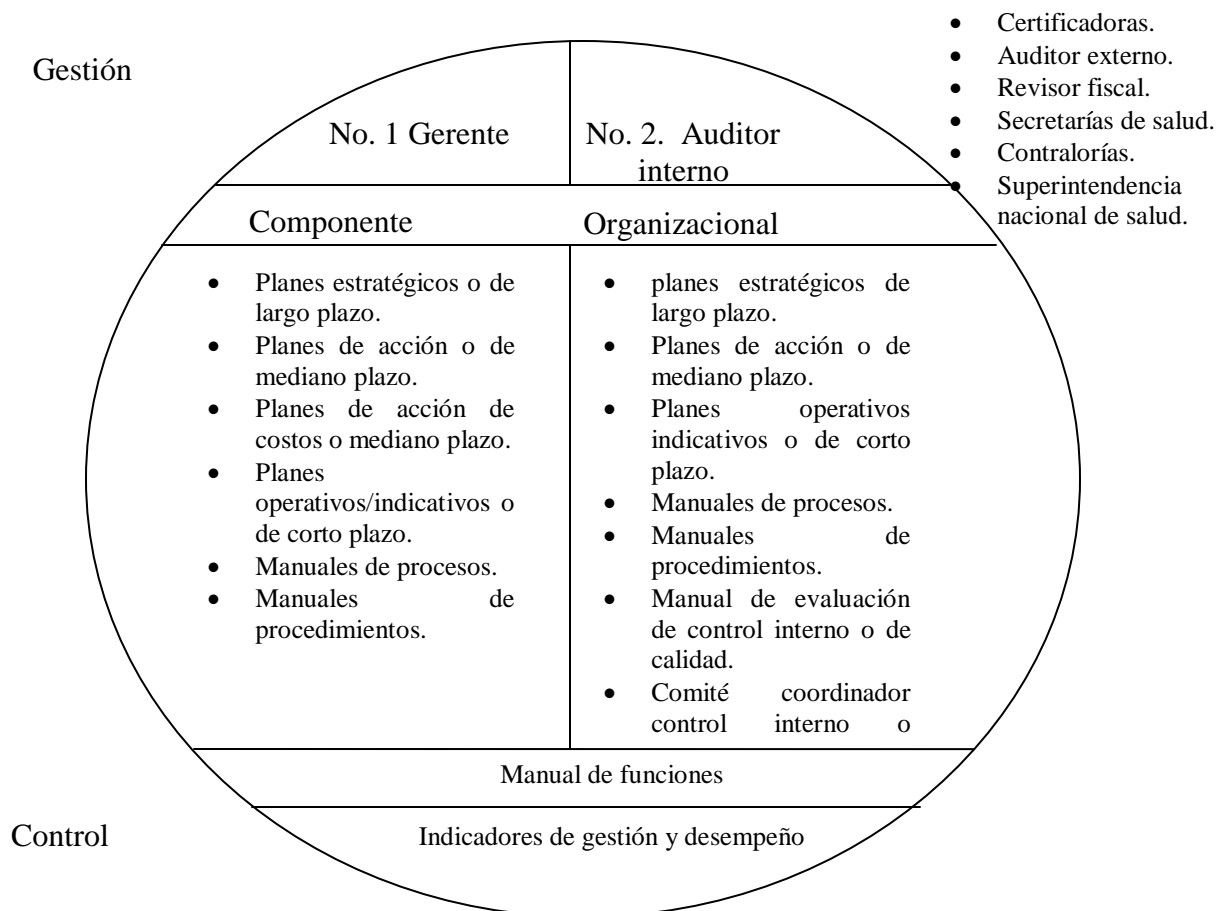 Gestión
No. 1 Gerente
No. 2. Auditor
interno
• Certificadoras.
• Auditor externo.
• Revisor fiscal.
• Secretarías de salud.
• Contralorías.
• Superintendencia
nacional de salud.
Componente
Organizacional
• Planes estratégicos o de
largo plazo.
• Planes de acción o de
mediano plazo.
• Planes de acción de
costos o mediano plazo.
• Planes
operativos/indicativos o
de corto plazo.
• Manuales de procesos.
• Manuales de
procedimientos.
• planes estratégicos de
largo plazo.
• Planes de acción o de
mediano plazo.
• Planes operativos
indicativos o de corto
plazo.
• Manuales de procesos.
• Manuales de
procedimientos.
• Manual de evaluación
de control interno o de
calidad.
• Comité coordinador
control interno o
Manual de funciones
Control
Indicadores de gestión y desempeño